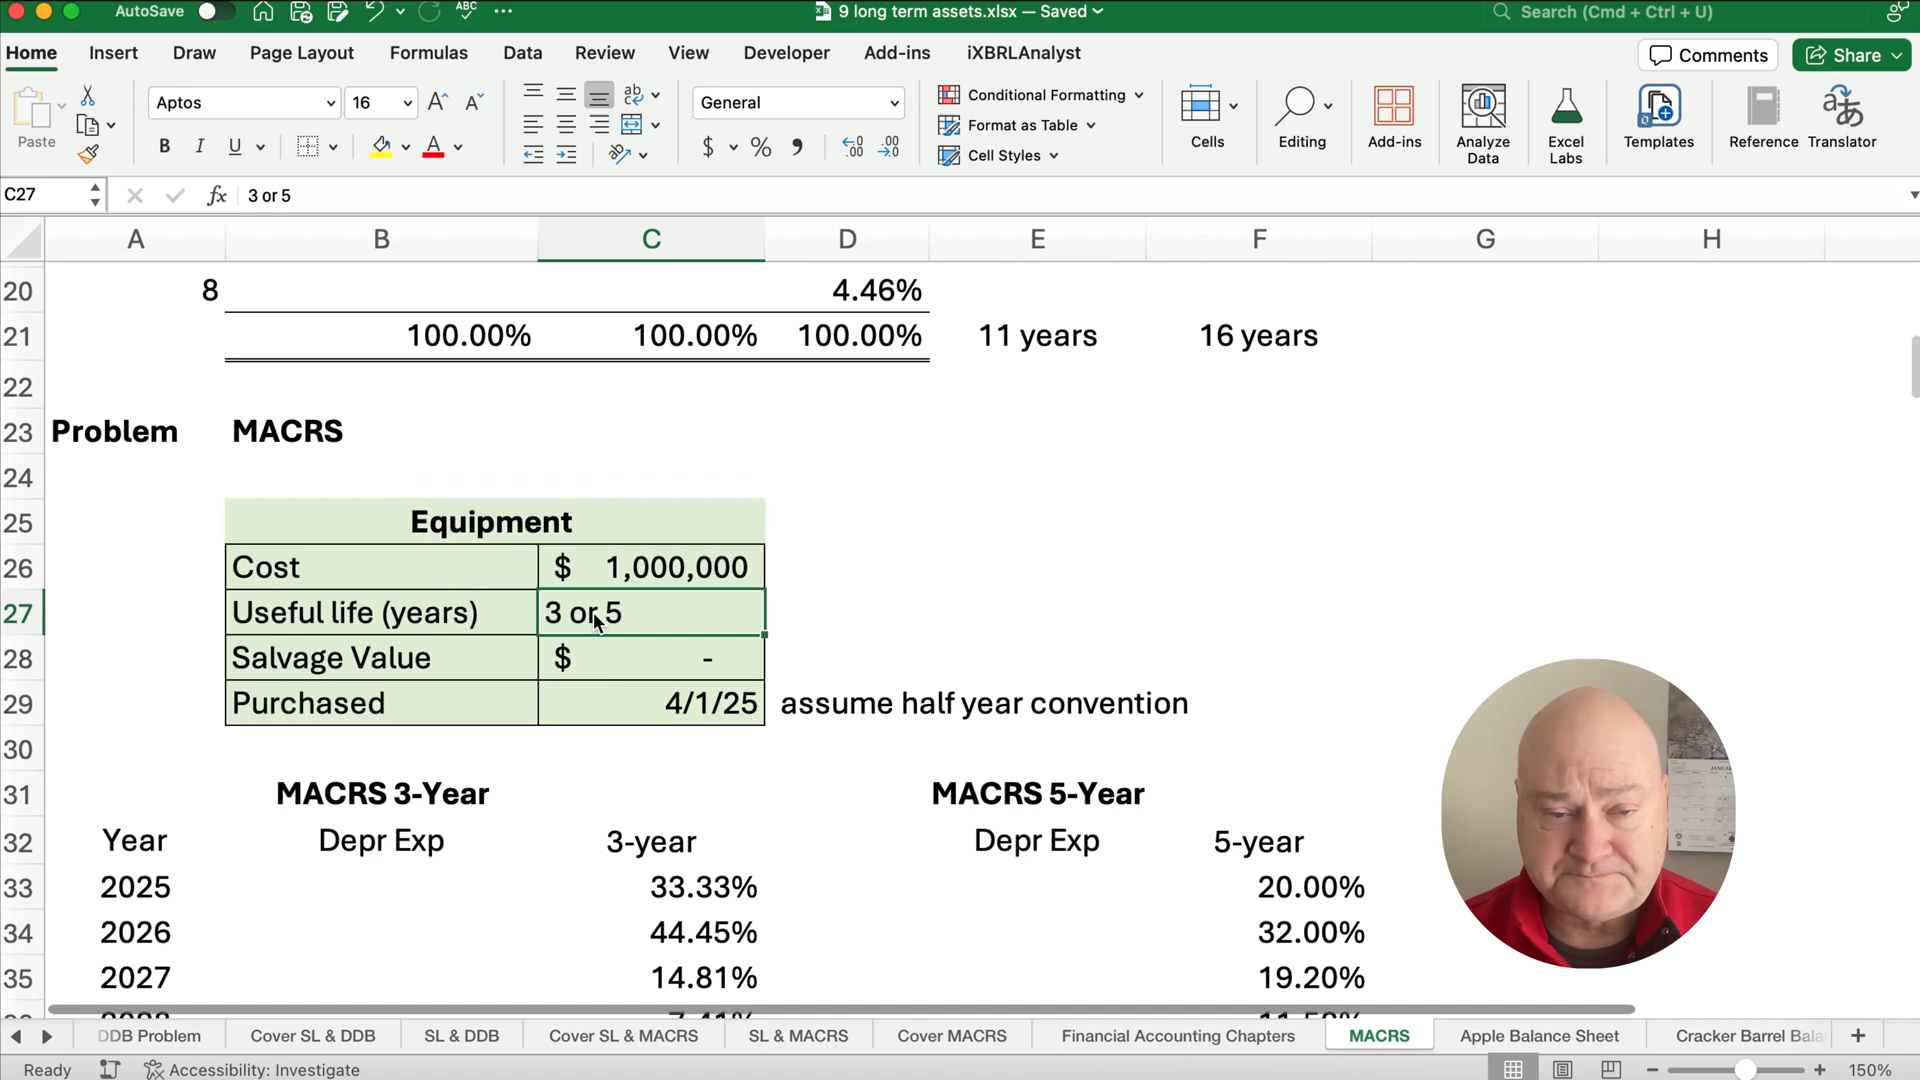 AutoSave
ABC
9 long term assets.xlsx — Saved
Search (Cmd + Ctrl + U)
Home Insert Draw Page Layout Formulas Data Review View Developer Add-ins iXBRLAnalyst
Comments
Share
Paste
Aptos
16
B I U
General
Conditional Formatting
Format as Table
Cell Styles
Cells
Editing
Add-ins
Analyze Data
Excel Labs
Templates
Reference
Translator
C27
fx 3 or 5
A B C D E F G H
20 8 4.46%
21 100.00% 100.00% 100.00% 11 years 16 years
22
23 Problem MACRS
24
25 Equipment
26 Cost $ 1,000,000
27 Useful life (years) 3 or 5
28 Salvage Value $ -
29 Purchased 4/1/25 assume half year convention
30
31 MACRS 3-Year MACRS 5-Year
32 Year Depr Exp 3-year Depr Exp 5-year
33 2025 33.33% 20.00%
34 2026 44.45% 32.00%
35 2027 14.81% 19.20%
DDB Problem Cover SL & DDB SL & DDB Cover SL & MACRS SL & MACRS Cover MACRS Financial Accounting Chapters MACRS Apple Balance Sheet Cracker Barrel Bala
Ready
Accessibility: Investigate
150%